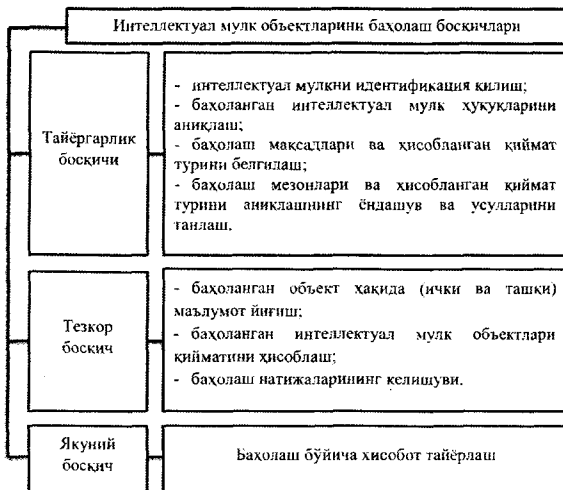 Интеллектуал мулк объектларини баҳолаш босқичлари
Тайёргарлик
босқичи
- интеллектуал мулкни идентификация қилиш;
- баҳоланган интеллектуал мулк ҳуқуқларини
аниқлаш;
- баҳолаш мақсадлари ва ҳисобланган қиймат
турини белгилаш;
- баҳолаш мезонлари ва ҳисобланган қиймат
турини аниқлашнинг ёндашув ва усулларини
танлаш.
Тезкор
босқич
- баҳоланган объект ҳақида (ички ва ташқи)
маълумот йиғиш;
- баҳоланган интеллектуал мулк объектлари
қийматини ҳисоблаш;
- баҳолаш натижаларининг келишуви.
Якуний
босқич
Баҳолаш бўйича ҳисобот тайёрлаш